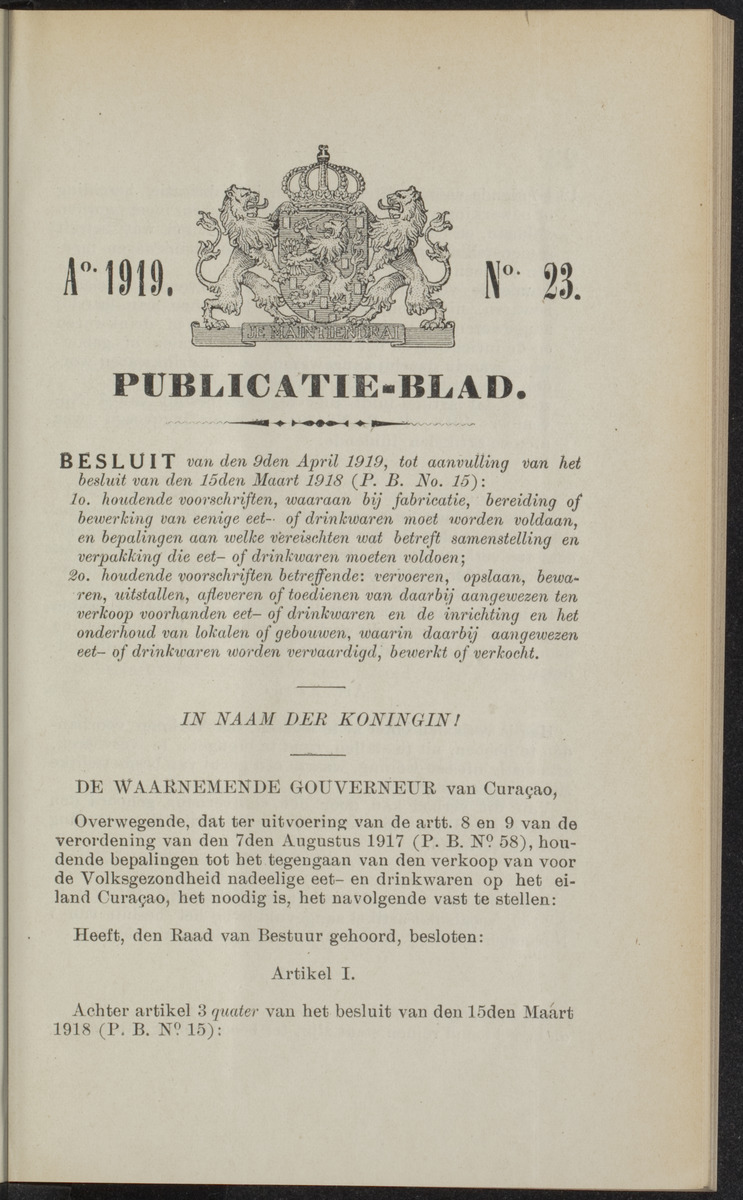 Ao. 1919.
No. 23.
JE MAINTIENDRAI
PUBLICATIE-BLAD.
BESLUIT van den 9den April 1919, tot aanvulling van het
besluit van den 15den Maart 1918 (P. B. No. 15):
1o. houdende voorschriften, waaraan bij fabricatie, bereiding of
bewerking van eenige eet- of drinkwaren moet worden voldaan,
en bepalingen aan welke vereischten wat betreft samenstelling en
verpakking die eet- of drinkwaren moeten voldoen;
2o. houdende voorschriften betreffende: vervoeren, opslaan, bewa-
ren, uitstallen, afleveren of toedienen van daarbij aangewezen ten
verkoop voorhanden eet- of drinkwaren en de inrichting en het
onderhoud van lokalen of gebouwen, waarin daarbij aangewezen
eet- of drinkwaren worden vervaardigd, bewerkt of verkocht.
IN NAAM DER KONINGIN!
DE WAARNEMENDE GOUVERNEUR van Curaçao,
Overwegende, dat ter uitvoering van de artt. 8 en 9 van de
verordening van den 7den Augustus 1917 (P. B. No. 58), hou-
dende bepalingen tot het tegengaan van den verkoop van voor
de Volksgezondheid nadeelige eet- en drinkwaren op het ei-
land Curaçao, het noodig is, het navolgende vast te stellen:
Heeft, den Raad van Bestuur gehoord, besloten:
Artikel I.
Achter artikel 3 quater van het besluit van den 15den Maart
1918 (P. B. No. 15):